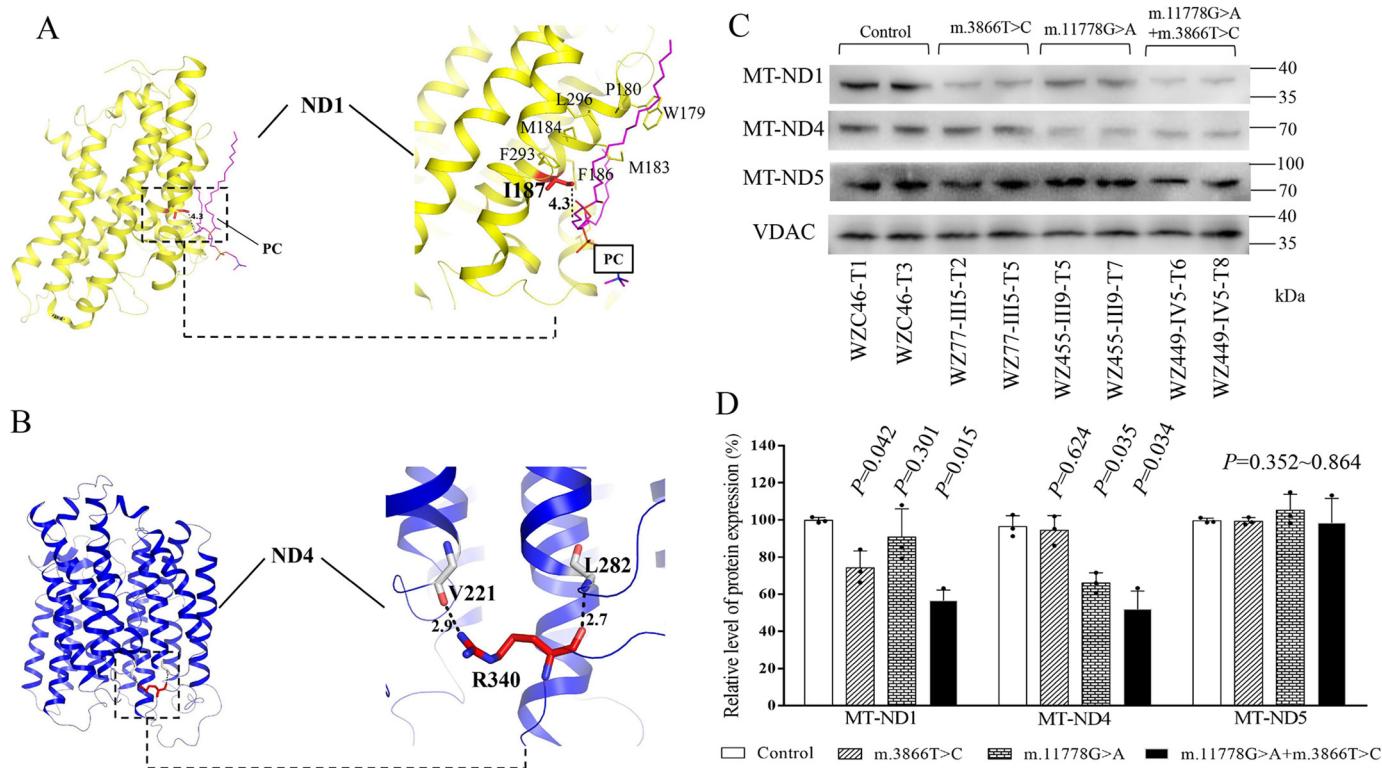 A
ND1
4.3
PC
L296
P180
W179
M184
F293
M183
F186
I187
4.3
PC
B
ND4
V221
L282
2.9
2.7
R340
C
Control
m.3866T>C
m.11778G>A
m.11778G>A
+m.3866T>C
MT-ND1
40
35
MT-ND4
70
MT-ND5
100
70
VDAC
40
35
kDa
WZC46-T1
WZC46-T3
WZ77-III5-T2
WZ77-III5-T5
WZ455-III9-T5
WZ455-III9-T7
WZ449-IV5-T6
WZ449-IV5-T8
D
Relative level of protein expression (%)
140
120
100
80
60
40
20
0
P=0.042
P=0.301
P=0.015
P=0.624
P=0.035
P=0.034
P=0.352~0.864
MT-ND1
MT-ND4
MT-ND5
Control
m.3866T>C
m.11778G>A
m.11778G>A+m.3866T>C